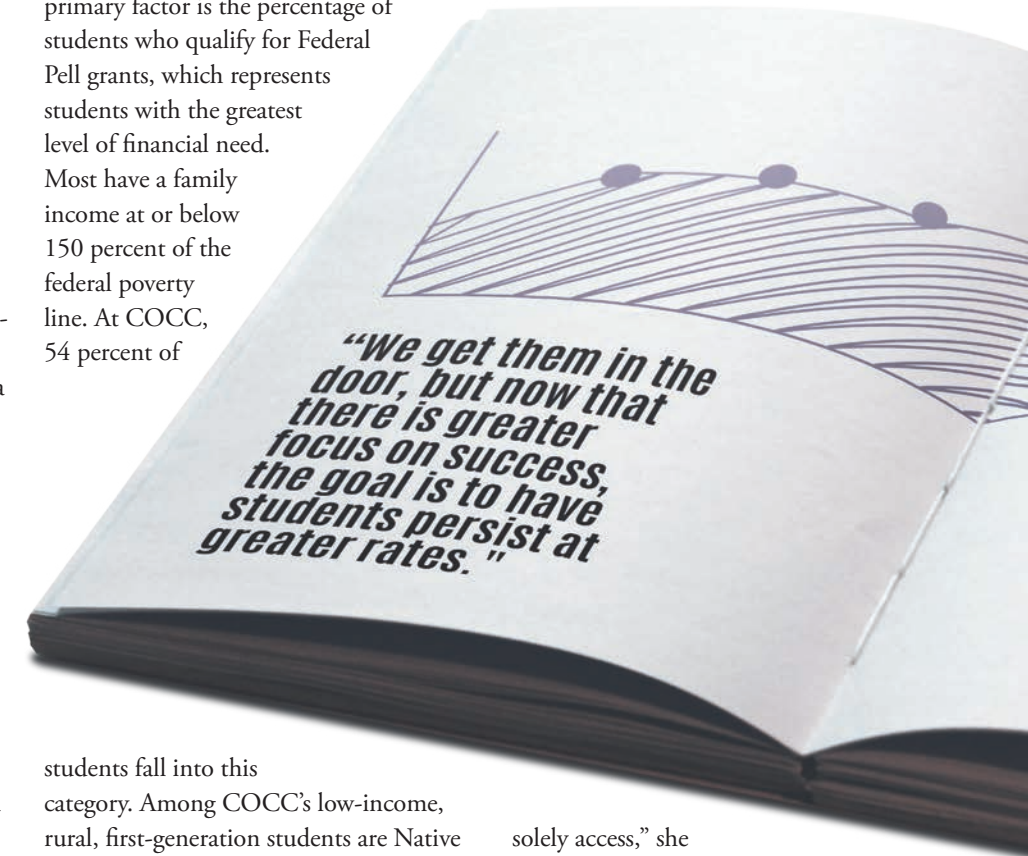 primary factor is the percentage of
students who qualify for Federal
Pell grants, which represents
students with the greatest
level of financial need.
Most have a family
income at or below
150 percent of the
federal poverty
line. At COCC,
54 percent of
students fall into this
category. Among COCC’s low-income,
rural, first-generation students are Native
“We get them in the
door, but now that
there is greater
focus on success,
the goal is to have
students persist at
greater rates. "
solely access,” she